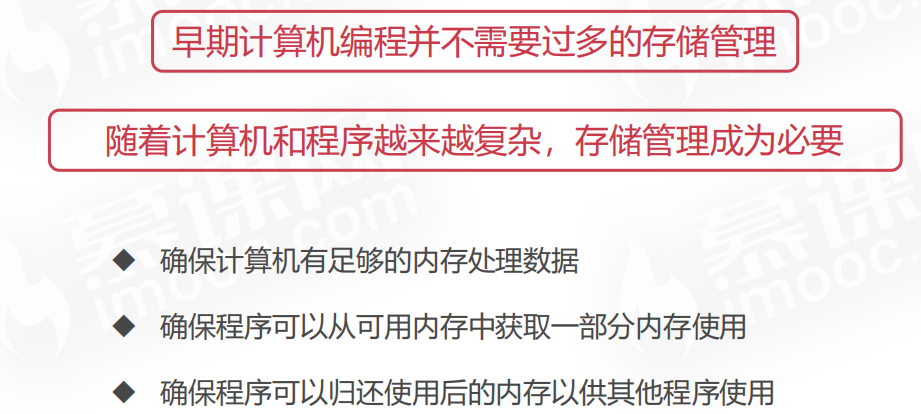 早期计算机编程并不需要过多的存储管理
随着计算机和程序越来越复杂，存储管理成为必要
◆ 确保计算机有足够的内存处理数据
◆ 确保程序可以从可用内存中获取一部分内存使用
◆ 确保程序可以归还使用后的内存以供其他程序使用
慕课网
imooc.com